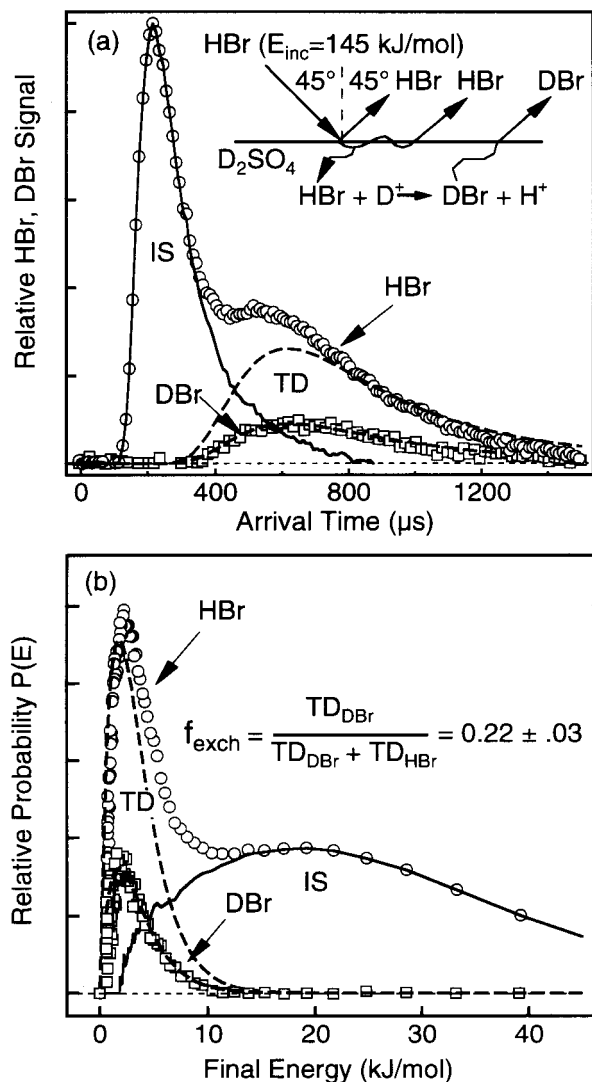 (a)
HBr (E_inc=145 kJ/mol)
45° 45° HBr HBr DBr
D₂SO₄
HBr + D⁺ → DBr + H⁺
IS
HBr
DBr TD
Relative HBr, DBr Signal
0 400 800 1200
Arrival Time (μs)
(b)
HBr
f_exch = TD_DBr / (TD_DBr + TD_HBr) = 0.22 ± .03
TD
IS
DBr
Relative Probability P(E)
0 10 20 30 40
Final Energy (kJ/mol)